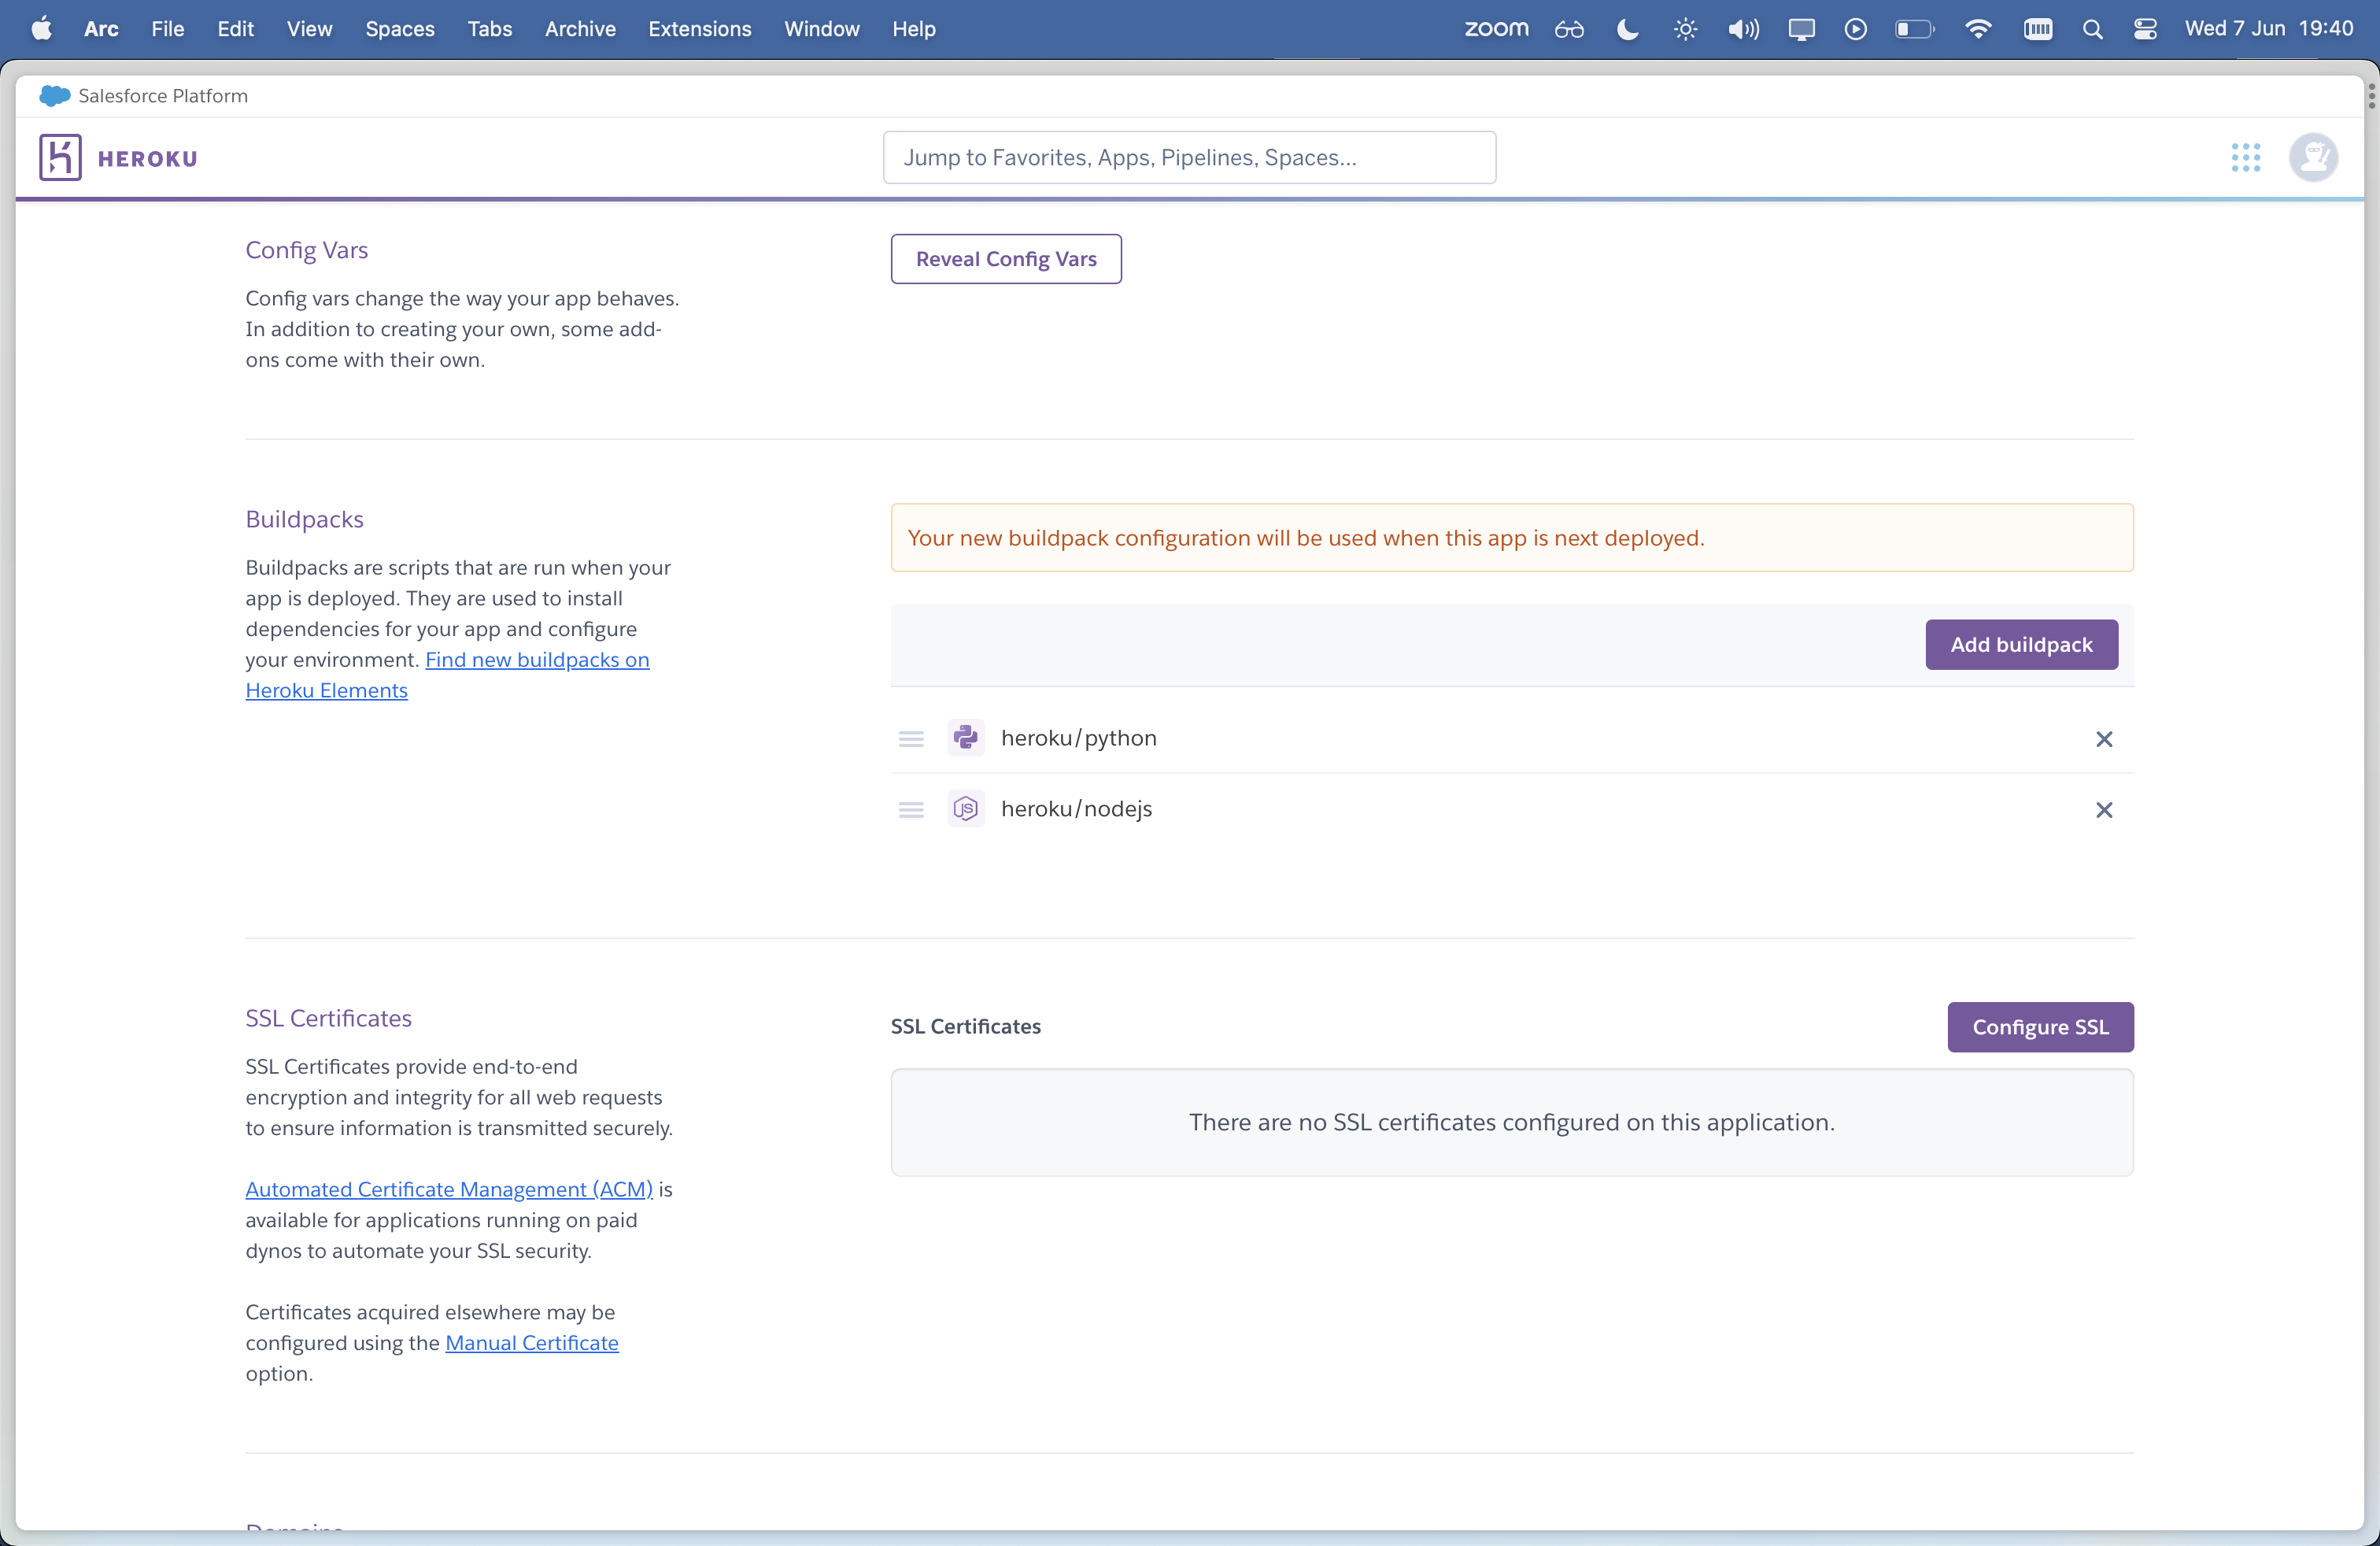 Arc File Edit View Spaces Tabs Archive Extensions Window Help zoom Wed 7 Jun 19:40
Salesforce Platform
HEROKU
Jump to Favorites, Apps, Pipelines, Spaces...
Config Vars
Config vars change the way your app behaves.
In addition to creating your own, some add-
ons come with their own.
Reveal Config Vars
Buildpacks
Buildpacks are scripts that are run when your
app is deployed. They are used to install
dependencies for your app and configure
your environment. Find new buildpacks on
Heroku Elements
Your new buildpack configuration will be used when this app is next deployed.
Add buildpack
heroku/python
heroku/nodejs
SSL Certificates
SSL Certificates provide end-to-end
encryption and integrity for all web requests
to ensure information is transmitted securely.
Automated Certificate Management (ACM) is
available for applications running on paid
dynos to automate your SSL security.
Certificates acquired elsewhere may be
configured using the Manual Certificate
option.
SSL Certificates
Configure SSL
There are no SSL certificates configured on this application.
Domains